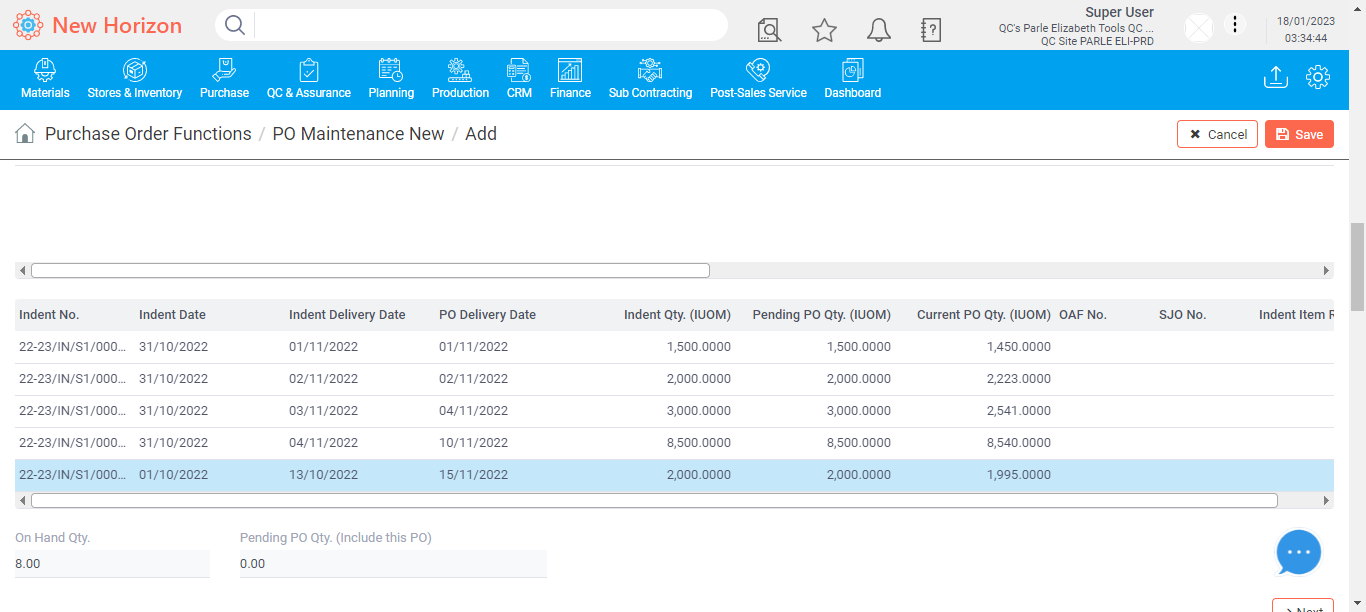 New Horizon
Super User
QC's Parle Elizabeth Tools QC ...
QC Site PARLE ELI-PRD
18/01/2023
03:34:44
Materials Stores & Inventory Purchase QC & Assurance Planning Production CRM Finance Sub Contracting Post-Sales Service Dashboard
Purchase Order Functions / PO Maintenance New / Add
Cancel Save
Indent No. Indent Date Indent Delivery Date PO Delivery Date Indent Qty. (IUOM) Pending PO Qty. (IUOM) Current PO Qty. (IUOM) OAF No. SJO No. Indent Item R
22-23/IN/S1/000... 31/10/2022 01/11/2022 01/11/2022 1,500.0000 1,500.0000 1,450.0000
22-23/IN/S1/000... 31/10/2022 02/11/2022 02/11/2022 2,000.0000 2,000.0000 2,223.0000
22-23/IN/S1/000... 31/10/2022 03/11/2022 04/11/2022 3,000.0000 3,000.0000 2,541.0000
22-23/IN/S1/000... 31/10/2022 04/11/2022 10/11/2022 8,500.0000 8,500.0000 8,540.0000
22-23/IN/S1/000... 01/10/2022 13/10/2022 15/11/2022 2,000.0000 2,000.0000 1,995.0000
On Hand Qty. Pending PO Qty. (Include this PO)
8.00 0.00
Next